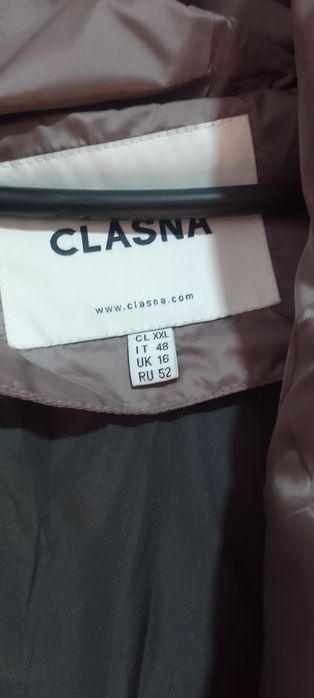 CLASNA
www.clasna.com
CL XXL
IT 48
UK 16
RU 52